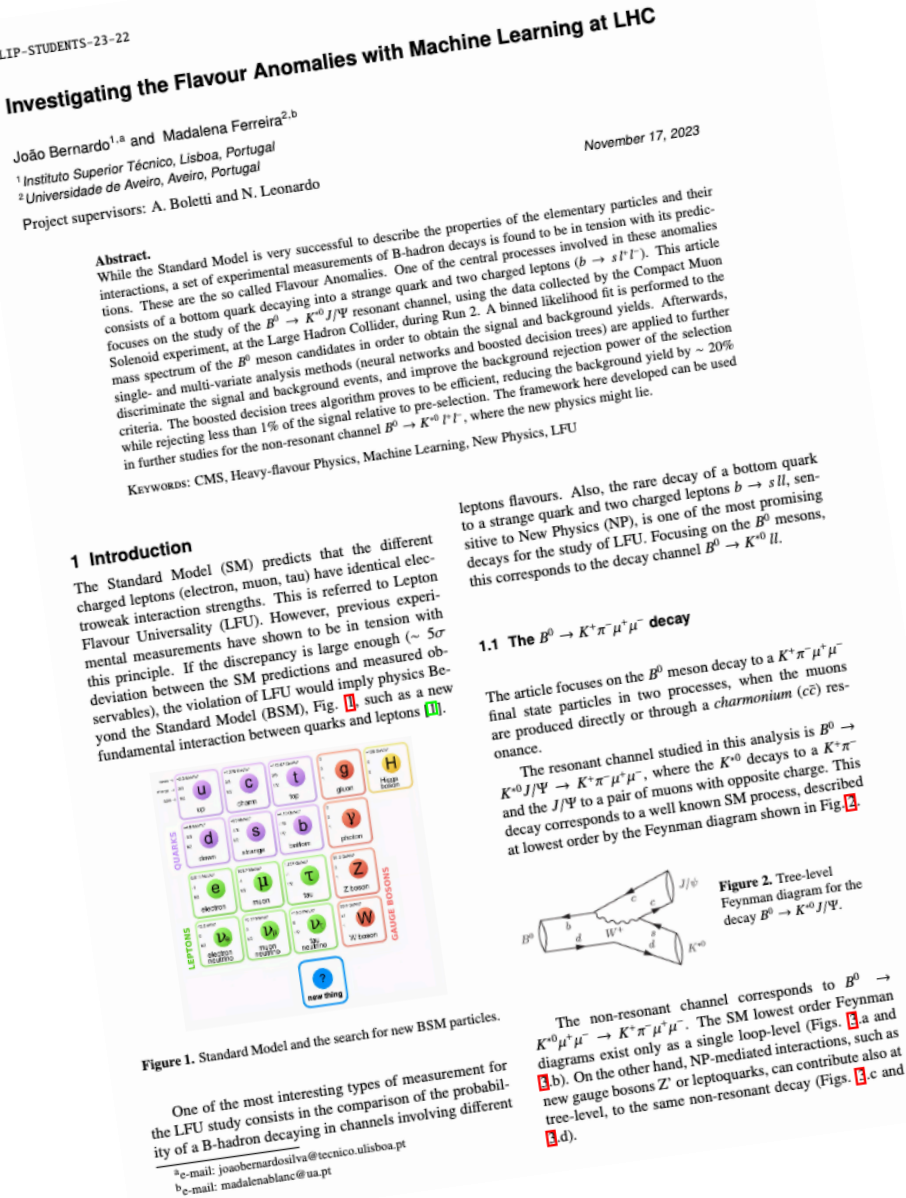 LIP-STUDENTS-23-22
Investigating the Flavour Anomalies with Machine Learning at LHC
João Bernardo1,a and Madalena Ferreira2,b
1 Instituto Superior Técnico, Lisboa, Portugal
2 Universidade de Aveiro, Aveiro, Portugal
Project supervisors: A. Boletti and N. Leonardo
November 17, 2023
Abstract.
While the Standard Model is very successful to describe the properties of the elementary particles and their
interactions, a set of experimental measurements of B-hadron decays is found to be in tension with its predic-
tions. These are the so called Flavour Anomalies. One of the central processes involved in these anomalies
consists of a bottom quark decaying into a strange quark and two charged leptons (b → s l⁺l⁻). This article
focuses on the study of the B⁰ → K*⁰J/Ψ resonant channel, using the data collected by the Compact Muon
Solenoid experiment, at the Large Hadron Collider, during Run 2. A binned likelihood fit is performed to the
mass spectrum of the B⁰ meson candidates in order to obtain the signal and background yields. Afterwards,
single- and multi-variate analysis methods (neural networks and boosted decision trees) are applied to further
discriminate the signal and background events, and improve the background rejection power of the selection
criteria. The boosted decision trees algorithm proves to be efficient, reducing the background yield by ~ 20%
while rejecting less than 1% of the signal relative to pre-selection. The framework here developed can be used
in further studies for the non-resonant channel B⁰ → K*⁰ l⁺l⁻, where the new physics might lie.
KEYWORDS: CMS, Heavy-flavour Physics, Machine Learning, New Physics, LFU
1 Introduction
The Standard Model (SM) predicts that the different
charged leptons (electron, muon, tau) have identical elec-
troweak interaction strengths. This is referred to Lepton
Flavour Universality (LFU). However, previous experi-
mental measurements have shown to be in tension with
this principle. If the discrepancy is large enough (~ 5σ
deviation between the SM predictions and measured ob-
servables), the violation of LFU would imply physics Be-
yond the Standard Model (BSM), Fig. 1, such as a new
fundamental interaction between quarks and leptons [1].
QUARKS
LEPTONS
GAUGE BOSONS
u
up
c
charm
t
top
g
gluon
H
Higgs
boson
d
down
s
strange
b
bottom
γ
photon
e
electron
μ
muon
τ
tau
Z
Z boson
νe
electron
neutrino
νμ
muon
neutrino
ντ
tau
neutrino
W
W boson
?
new thing
Figure 1. Standard Model and the search for new BSM particles.
One of the most interesting types of measurement for
the LFU study consists in the comparison of the probabil-
ity of a B-hadron decaying in channels involving different
a e-mail: joaobernardosilva@tecnico.ulisboa.pt
b e-mail: madalenablanc@ua.pt
leptons flavours. Also, the rare decay of a bottom quark
to a strange quark and two charged leptons b → s ll, sen-
sitive to New Physics (NP), is one of the most promising
decays for the study of LFU. Focusing on the B⁰ mesons,
this corresponds to the decay channel B⁰ → K*⁰ ll.
1.1 The B⁰ → K⁺π⁻μ⁺μ⁻ decay
The article focuses on the B⁰ meson decay to a K⁺π⁻μ⁺μ⁻
final state particles in two processes, when the muons
are produced directly or through a charmonium (cc̄) res-
onance.
The resonant channel studied in this analysis is B⁰ →
K*⁰J/Ψ → K⁺π⁻μ⁺μ⁻, where the K*⁰ decays to a K⁺π⁻
and the J/Ψ to a pair of muons with opposite charge. This
decay corresponds to a well known SM process, described
at lowest order by the Feynman diagram shown in Fig.2.
B⁰
b
d
W⁺
c
c
s
d
J/ψ
K*⁰
Figure 2. Tree-level
Feynman diagram for the
decay B⁰ → K*⁰J/Ψ.
The non-resonant channel corresponds to B⁰ →
K*⁰μ⁺μ⁻ → K⁺π⁻μ⁺μ⁻. The SM lowest order Feynman
diagrams exist only as a single loop-level (Figs. 3.a and
3.b). On the other hand, NP-mediated interactions, such as
new gauge bosons Z' or leptoquarks, can contribute also at
tree-level, to the same non-resonant decay (Figs. 3.c and
3.d).